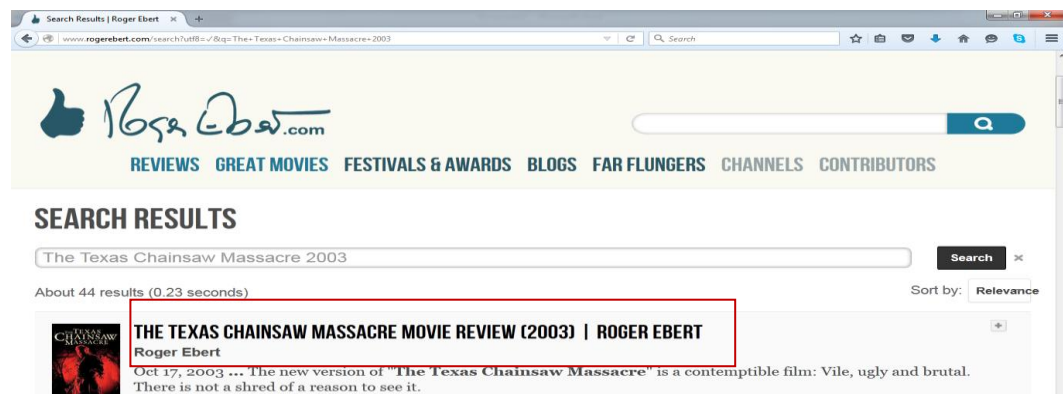 Search Results | Roger Ebert × +
www.rogerebert.com/search?utf8=✓&q=The+Texas+Chainsaw+Massacre+2003 Search
Roger Ebert.com
REVIEWS GREAT MOVIES FESTIVALS & AWARDS BLOGS FAR FLUNGERS CHANNELS CONTRIBUTORS
SEARCH RESULTS
The Texas Chainsaw Massacre 2003 Search ×
About 44 results (0.23 seconds) Sort by: Relevance
THE TEXAS CHAINSAW MASSACRE
THE TEXAS CHAINSAW MASSACRE MOVIE REVIEW (2003) | ROGER EBERT
Roger Ebert
Oct 17, 2003 ... The new version of "The Texas Chainsaw Massacre" is a contemptible film: Vile, ugly and brutal.
There is not a shred of a reason to see it.